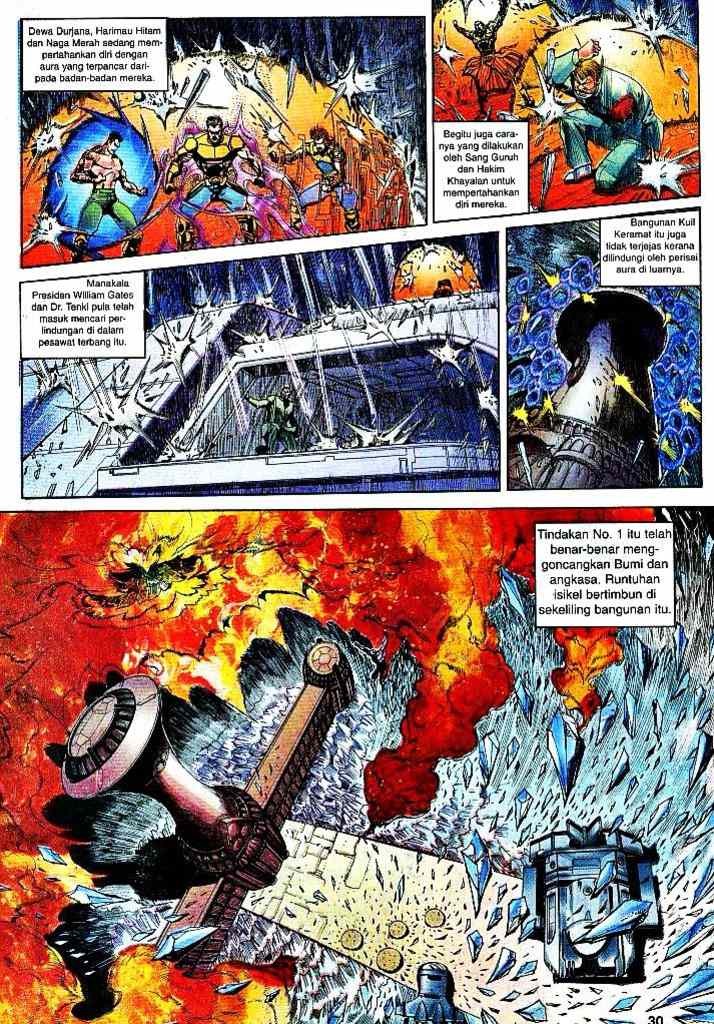 Dewa Durjana, Harimau Hitam
dan Naga Merah sedang mem-
pertahankan diri dengan
aura yang terpancar dari-
pada badan-badan mereka.
Begitu juga cara-
nya yang dilakukan
oleh Sang Guruh
dan Hakim
Khayalan untuk
mempertahankan
diri mereka.
Manakala
Presiden William Gates
dan Dr. Tenki pula telah
masuk mencari per-
lindungan di dalam
pesawat terbang itu.
Bangunan Kuil
Keramat itu juga
tidak terjejas kerana
dilindungi oleh perisai
aura di luarnya.
Tindakan No. 1 itu telah
benar-benar meng-
goncangkan Bumi dan
angkasa. Runtuhan
isikel bertimbun di
sekeliling bangunan itu.
30